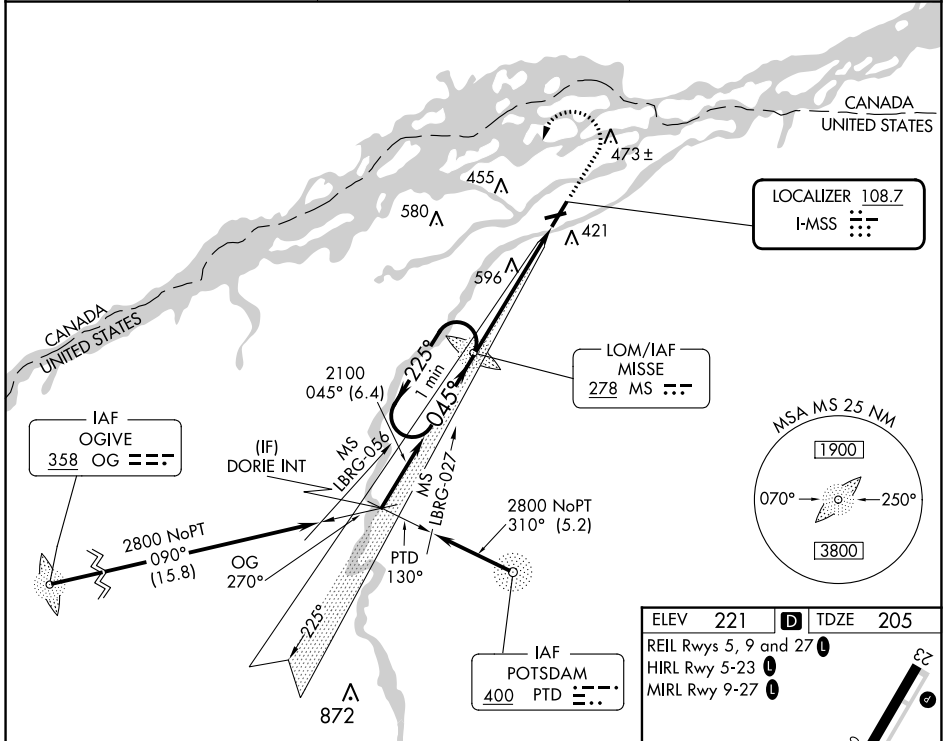 CANADA
UNITED STATES
473±
455
580
LOCALIZER 108.7
I-MSS
421
596
CANADA
UNITED STATES
LOM/IAF
MISSE
278 MS
2100
045° (6.4)
225°
1 min
045°
MSA MS 25 NM
1900
070°
250°
3800
IAF
OGIVE
358 OG
(IF)
DORIE INT
MS
LBRG-056
MS
LBRG-027
2800 NoPT
310° (5.2)
2800 NoPT
090°
(15.8)
OG
270°
PTD
130°
225°
IAF
POTSDAM
400 PTD
872
ELEV 221 D TDZE 205
REIL Rwys 5, 9 and 27 L
HIRL Rwy 5-23 L
MIRL Rwy 9-27 L
23
P